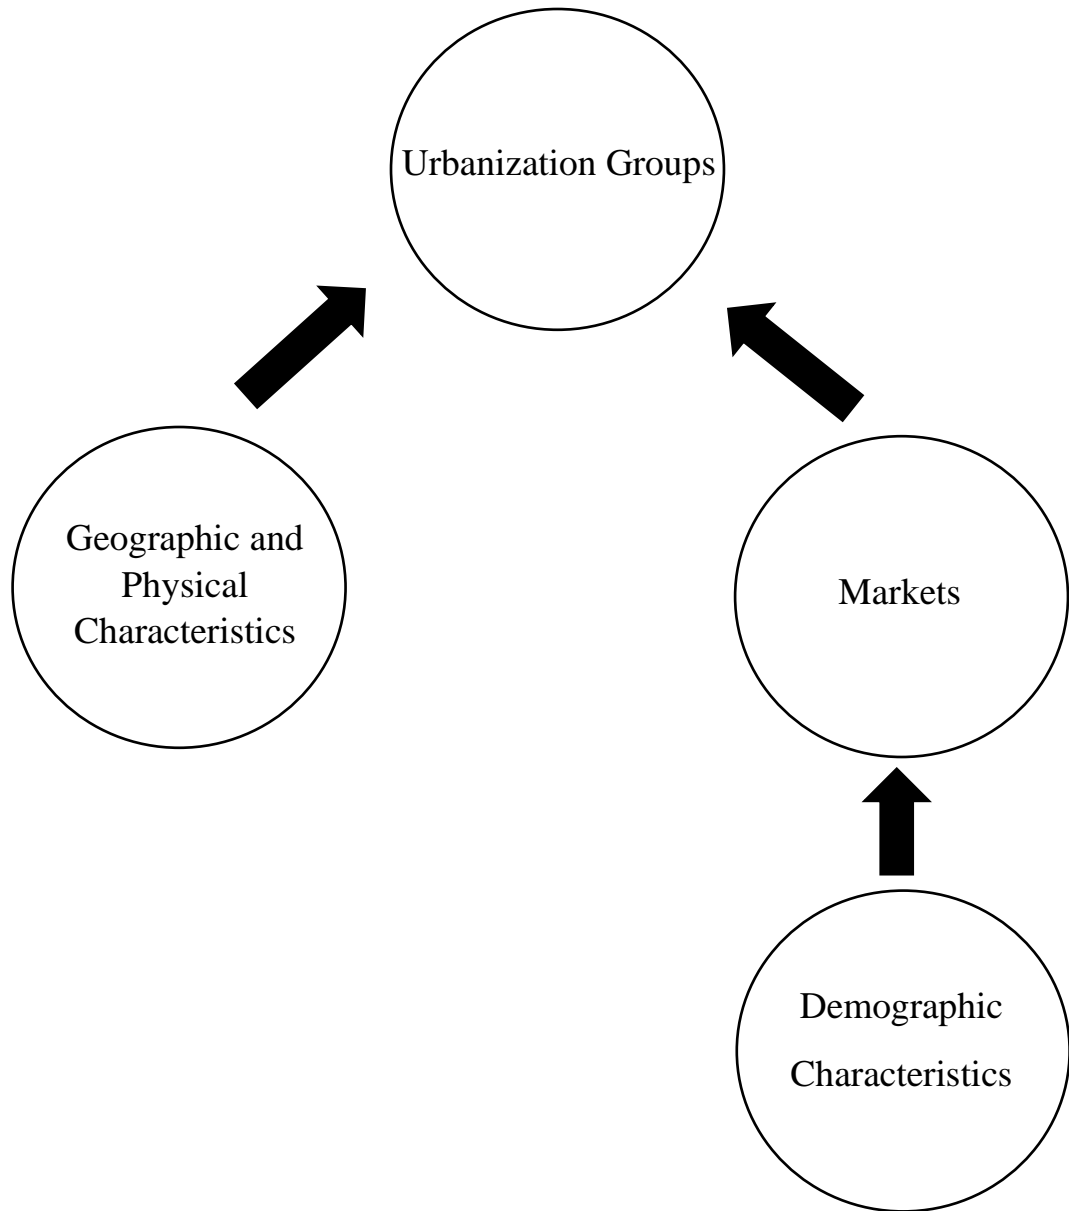 Urbanization Groups
Geographic and
Physical
Characteristics
Markets
Demographic
Characteristics